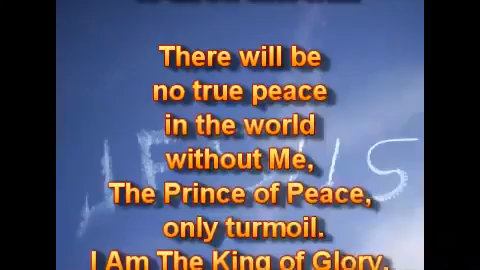 There will be
no true peace
in the world
without Me,
The Prince of Peace,
only turmoil.
I Am The King of Glory,
JESUS